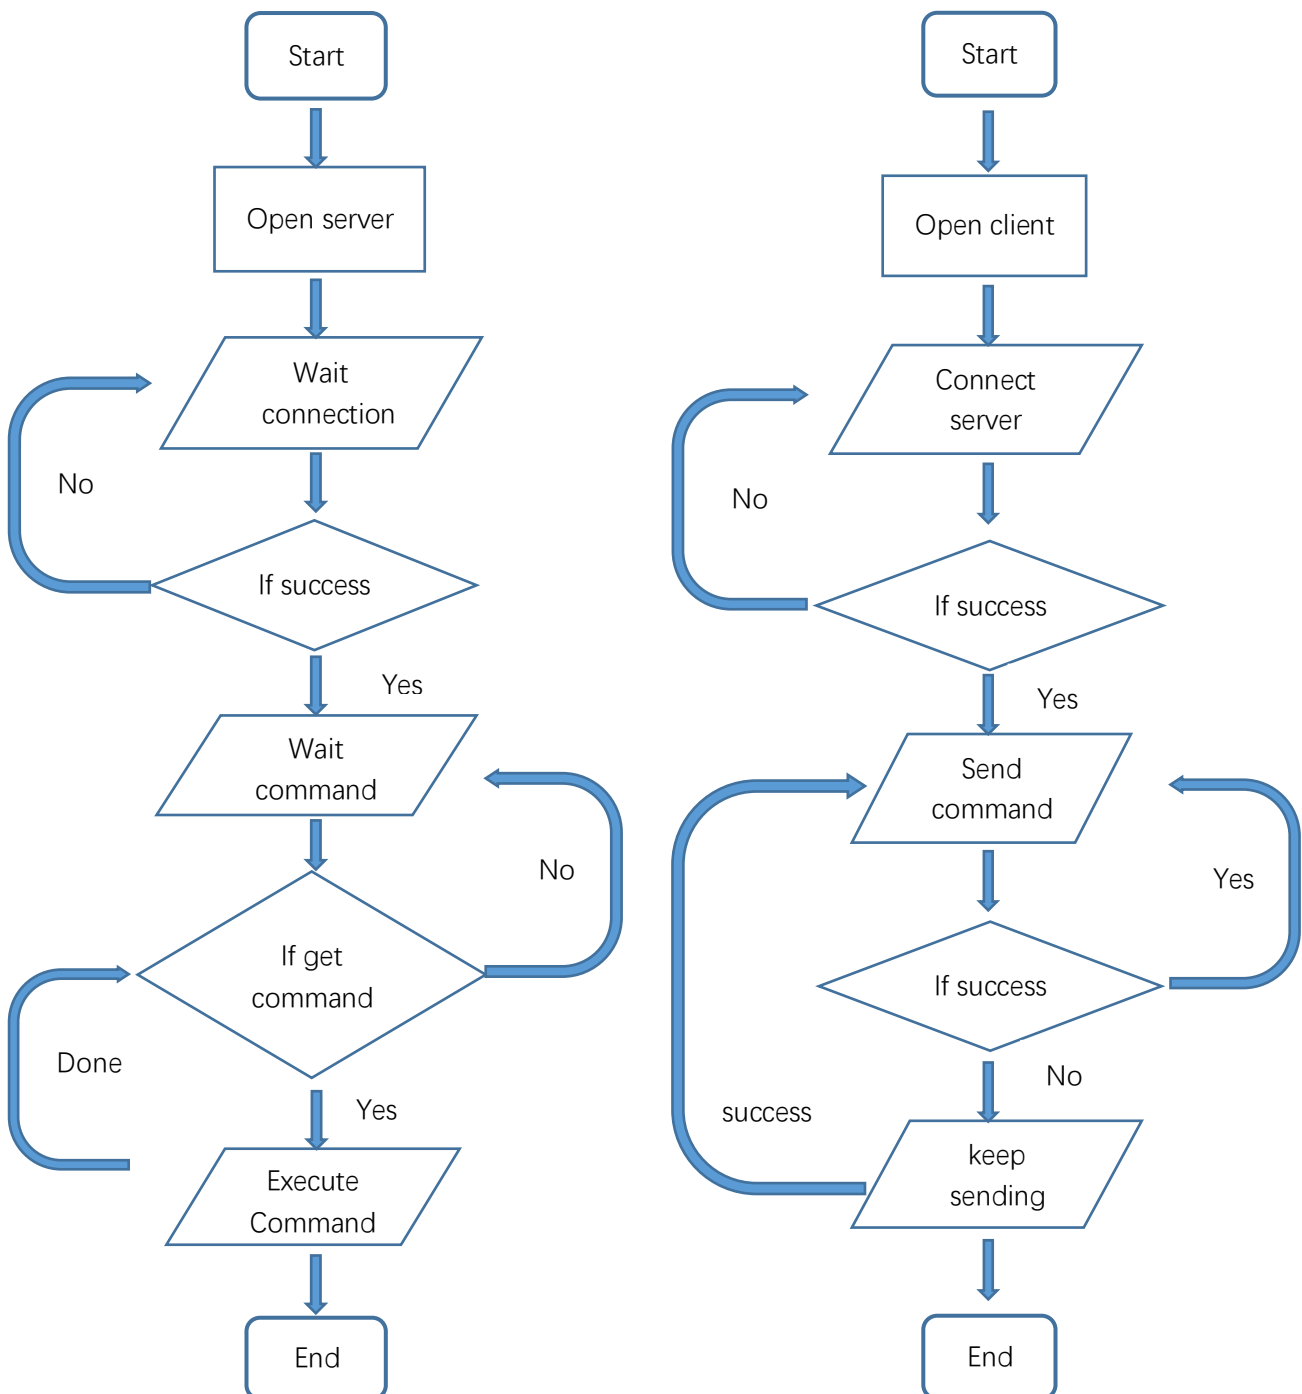 Start
Open server
Wait
connection
No
If success
Yes
Wait
command
No
If get
command
Done
Yes
Execute
Command
End
Start
Open client
Connect
server
No
If success
Yes
Send
command
Yes
If success
No
success
keep
sending
End